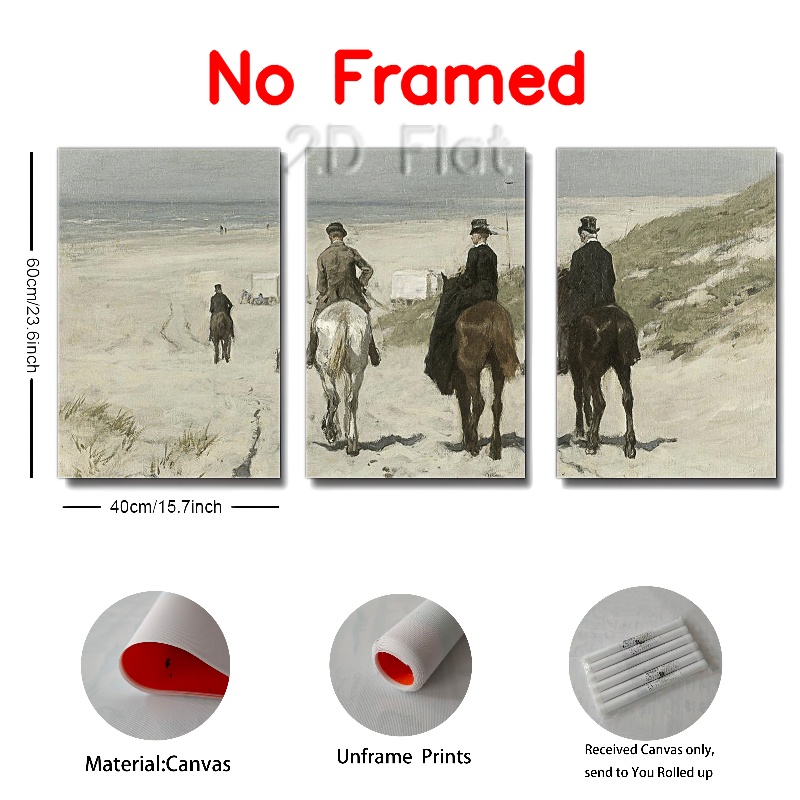 No Framed
2D Flat
60cm/23.6inch
40cm/15.7inch
Material:Canvas
Unframe Prints
Received Canvas only,
send to You Rolled up